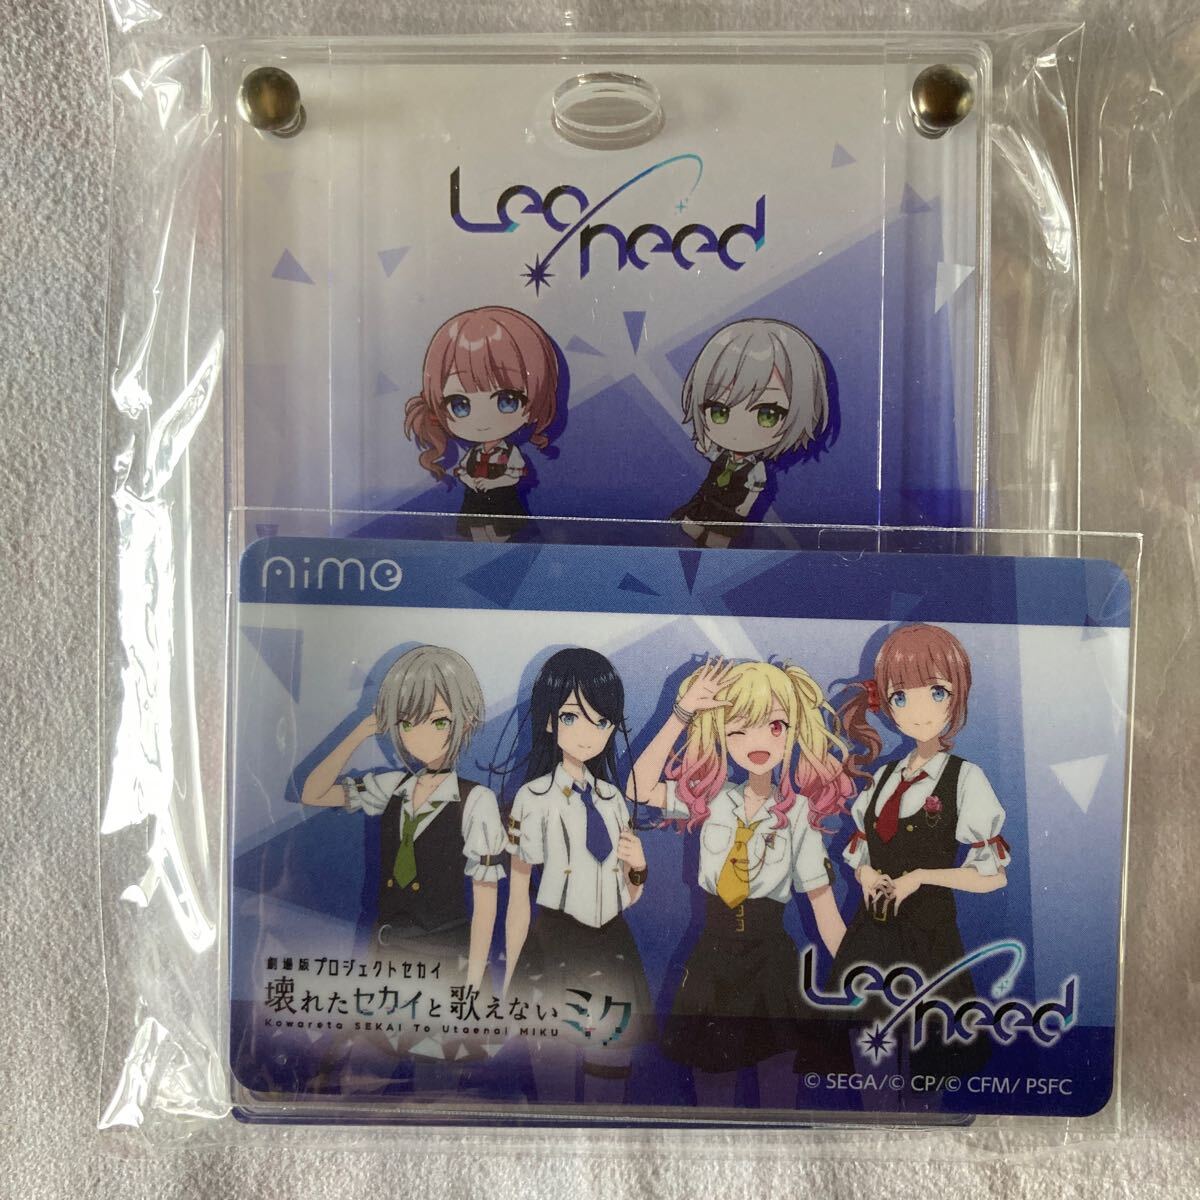 Leo/need
Aime
劇場版プロジェクトセカイ
壊れたセカイと歌えないミク
Kowareta SEKAI To Utaenai MIKU
Leo/need
© SEGA/© CP/© CFM/ PSFC